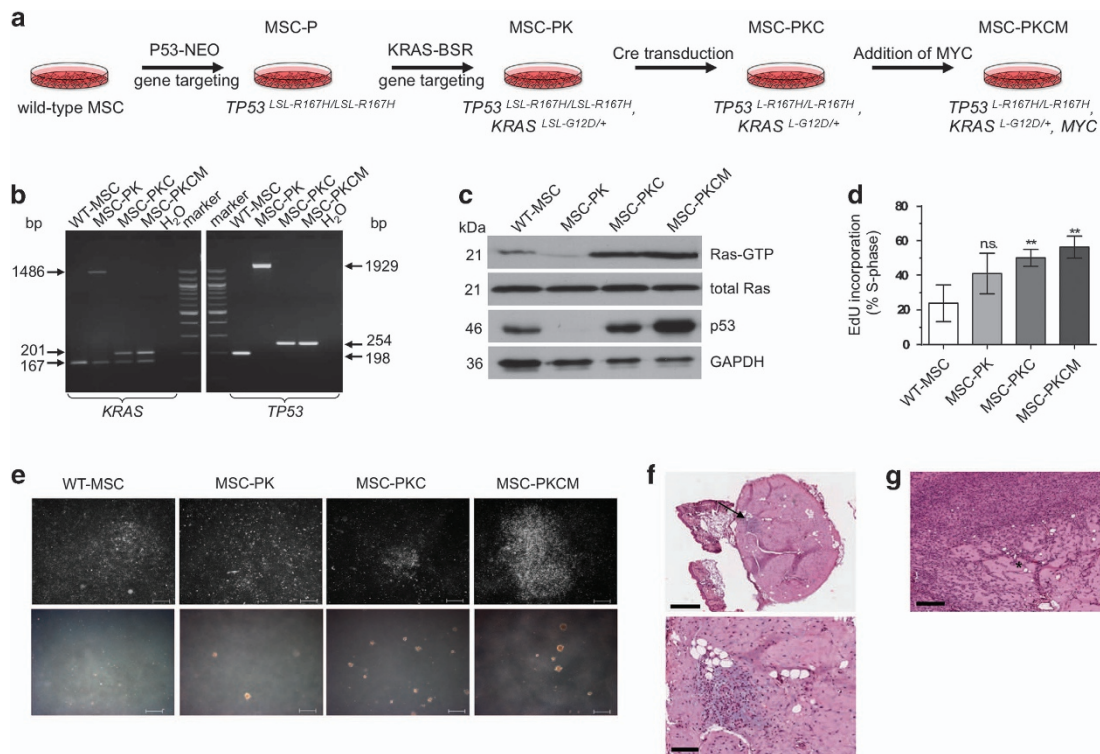 a
MSC-P
MSC-PK
MSC-PKC
MSC-PKCM
P53-NEO
gene targeting
KRAS-BSR
gene targeting
Cre transduction
Addition of MYC
wild-type MSC
TP53 LSL-R167H/LSL-R167H
TP53 LSL-R167H/LSL-R167H,
KRAS LSL-G12D/+
TP53 L-R167H/L-R167H,
KRAS L-G12D/+
TP53 L-R167H/L-R167H,
KRAS L-G12D/+, MYC
b
bp
WT-MSC
MSC-PK
MSC-PKC
MSC-PKCM
H2O
marker
marker
WT-MSC
MSC-PK
MSC-PKC
MSC-PKCM
H2O
bp
1486
201
167
1929
254
198
KRAS
TP53
c
kDa
WT-MSC
MSC-PK
MSC-PKC
MSC-PKCM
21 Ras-GTP
21 total Ras
46 p53
36 GAPDH
d
EdU incorporation
(% S-phase)
80
60
40
20
0
n.s.
**
**
WT-MSC
MSC-PK
MSC-PKC
MSC-PKCM
e
WT-MSC
MSC-PK
MSC-PKC
MSC-PKCM
f
g
*